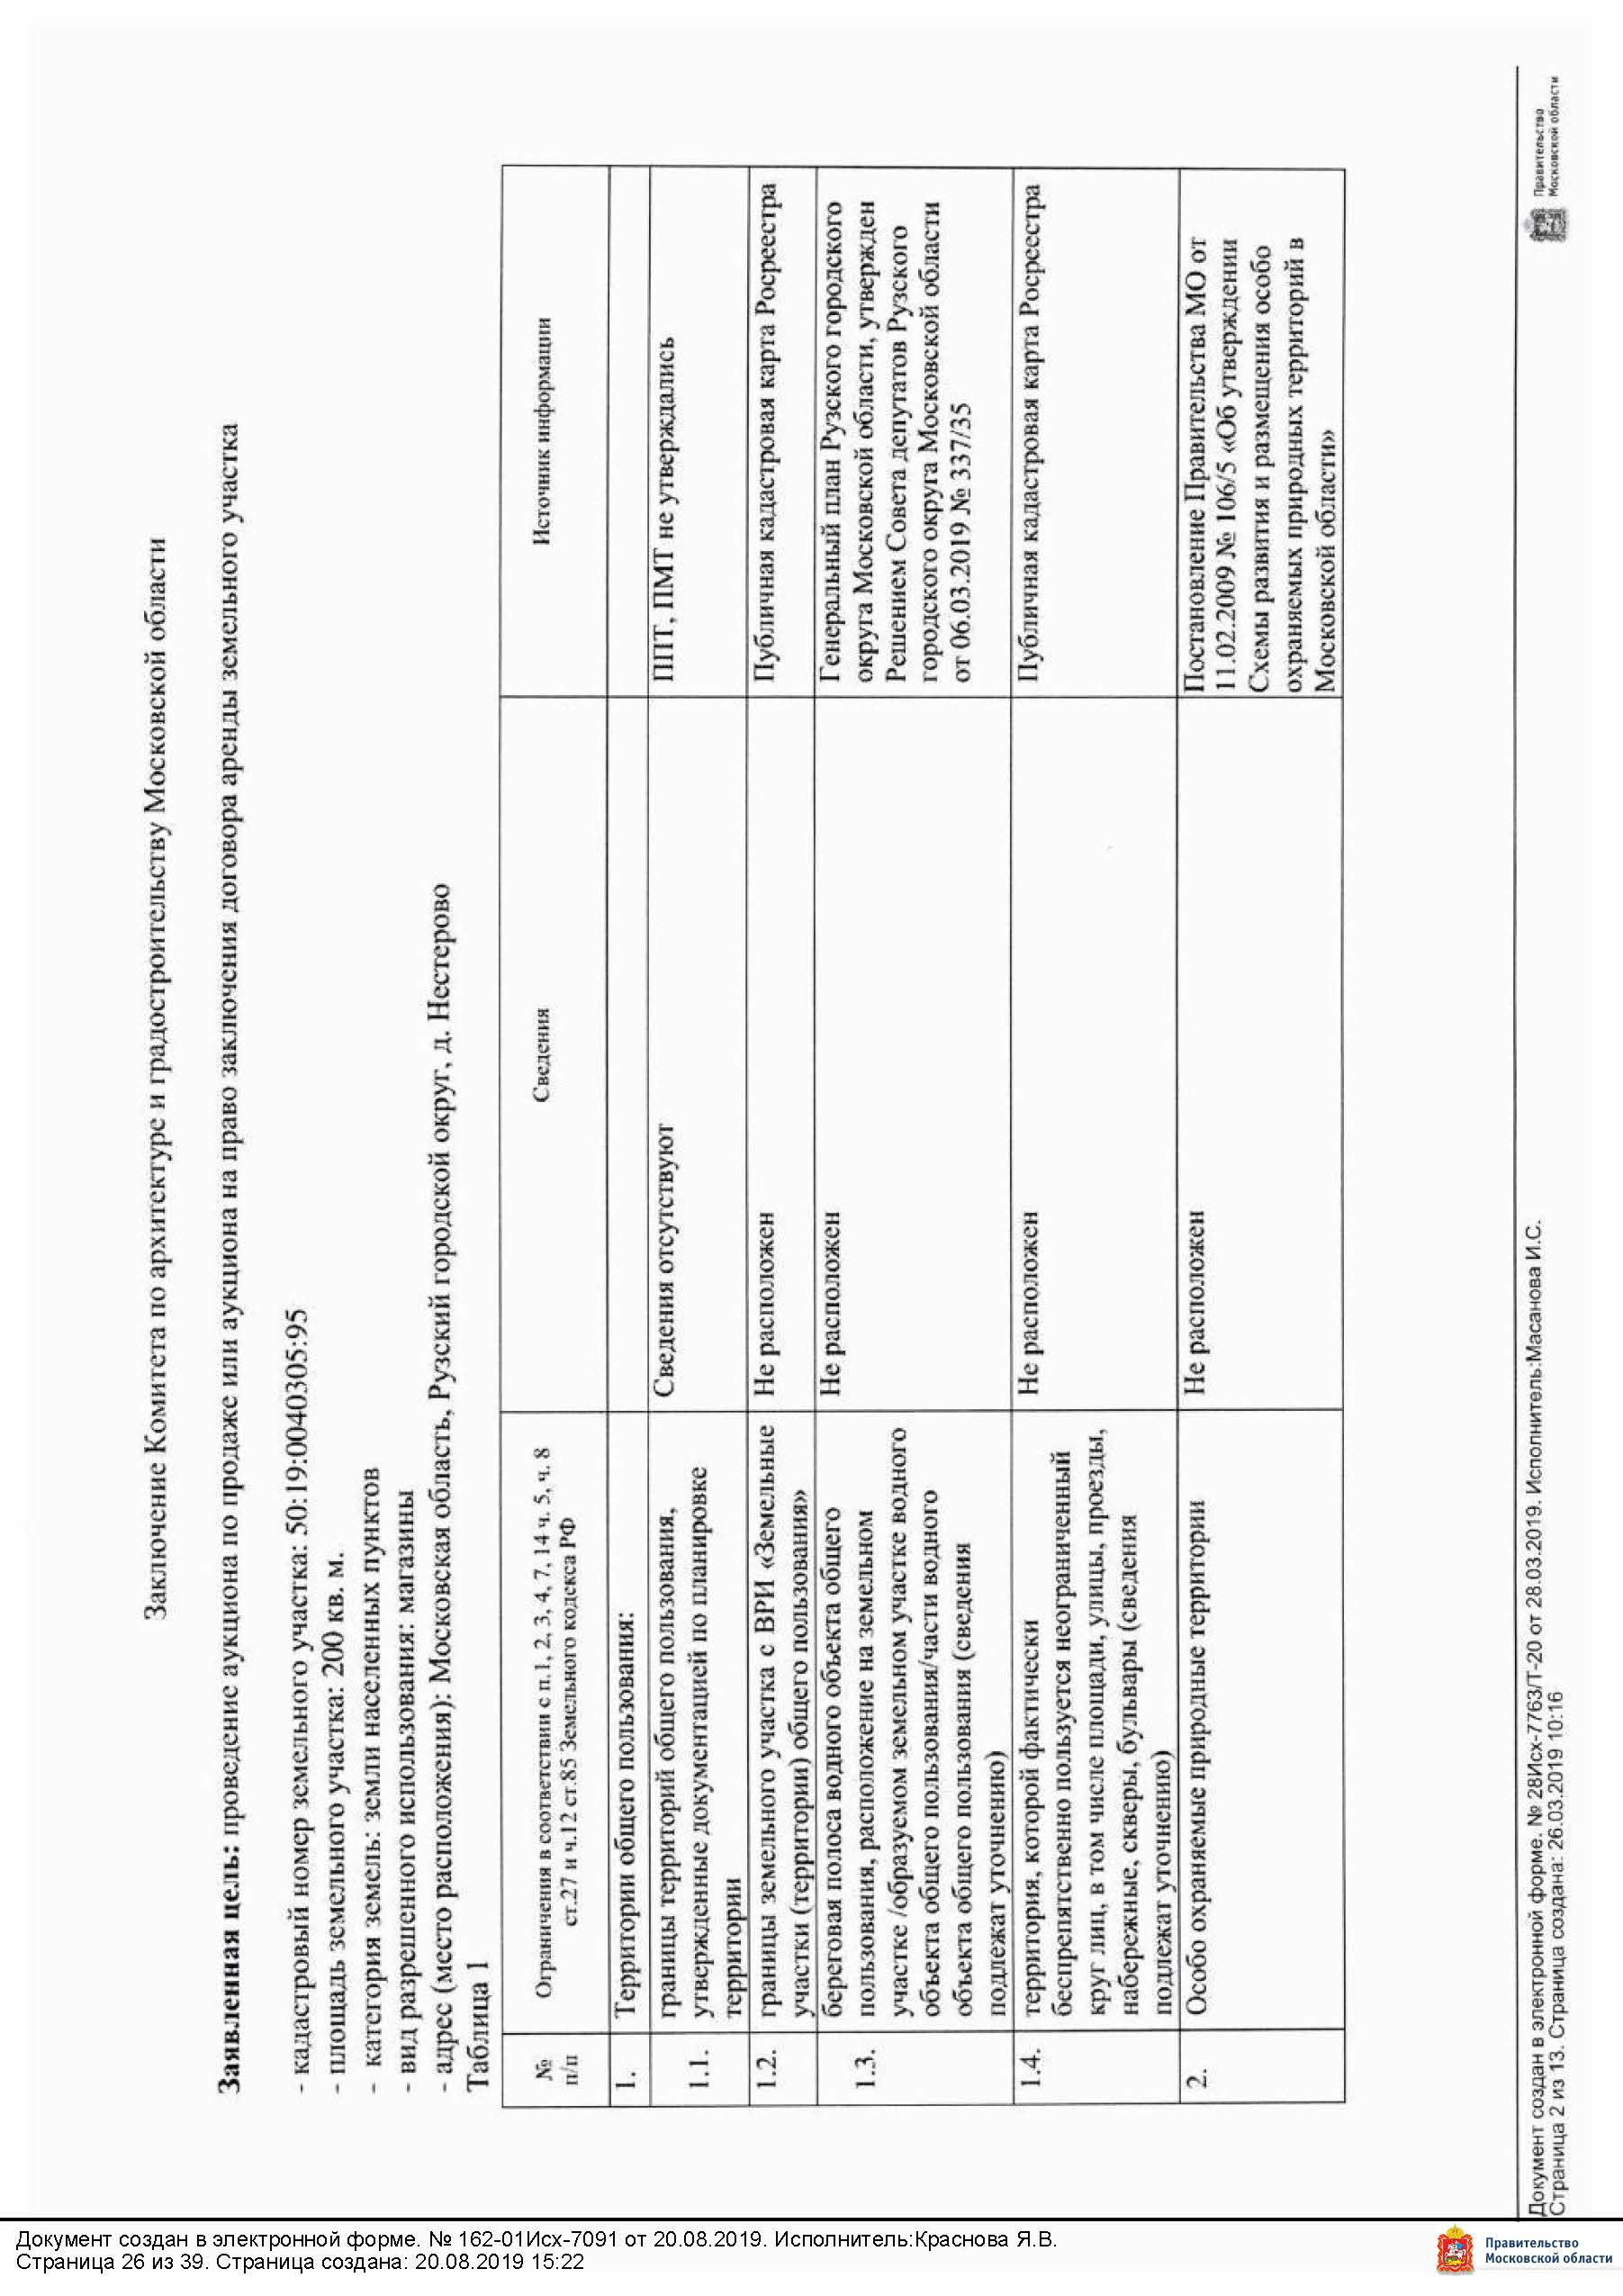 Заключение Комитета по архитектуре и градостроительству Московской области
Заявленная цель: проведение аукциона по продаже или аукциона на право заключения договора аренды земельного участка
- кадастровый номер земельного участка: 50:19:0040305:95
- площадь земельного участка: 200 кв. м.
- категория земель: земли населенных пунктов
- вид разрешенного использования: магазины
- адрес (место расположения): Московская область, Рузский городской округ, д. Нестерово
Таблица 1
№
п/п
Ограничения в соответствии с п.1, 2, 3, 4, 7, 14 ч. 5, ч. 8
ст.27 и ч.12 ст.85 Земельного кодекса РФ
Сведения
Источник информации
1.
Территории общего пользования:
1.1.
границы территорий общего пользования,
утвержденные документацией по планировке
территории
Сведения отсутствуют
ППТ, ПМТ не утверждались
1.2.
границы земельного участка с ВРИ «Земельные
участки (территории) общего пользования»
Не расположен
Публичная кадастровая карта Росреестра
1.3.
береговая полоса водного объекта общего
пользования, расположение на земельном
участке /образуемом земельном участке водного
объекта общего пользования/части водного
объекта общего пользования (сведения
подлежат уточнению)
Не расположен
Генеральный план Рузского городского
округа Московской области, утвержден
Решением Совета депутатов Рузского
городского округа Московской области
от 06.03.2019 № 337/35
1.4.
территория, которой фактически
беспрепятственно пользуется неограниченный
круг лиц, в том числе площади, улицы, проезды,
набережные, скверы, бульвары (сведения
подлежат уточнению)
Не расположен
Публичная кадастровая карта Росреестра
2.
Особо охраняемые природные территории
Не расположен
Постановление Правительства МО от
11.02.2009 № 106/5 «Об утверждении
Схемы развития и размещения особо
охраняемых природных территорий в
Московской области»
Документ создан в электронной форме. № 28Исх-7763/Т-20 от 28.03.2019. Исполнитель:Масанова И.С.
Страница 2 из 13. Страница создана: 26.03.2019 10:16
Правительство
Московской области
Документ создан в электронной форме. № 162-01Исх-7091 от 20.08.2019. Исполнитель:Краснова Я.В.
Страница 26 из 39. Страница создана: 20.08.2019 15:22
Правительство
Московской области